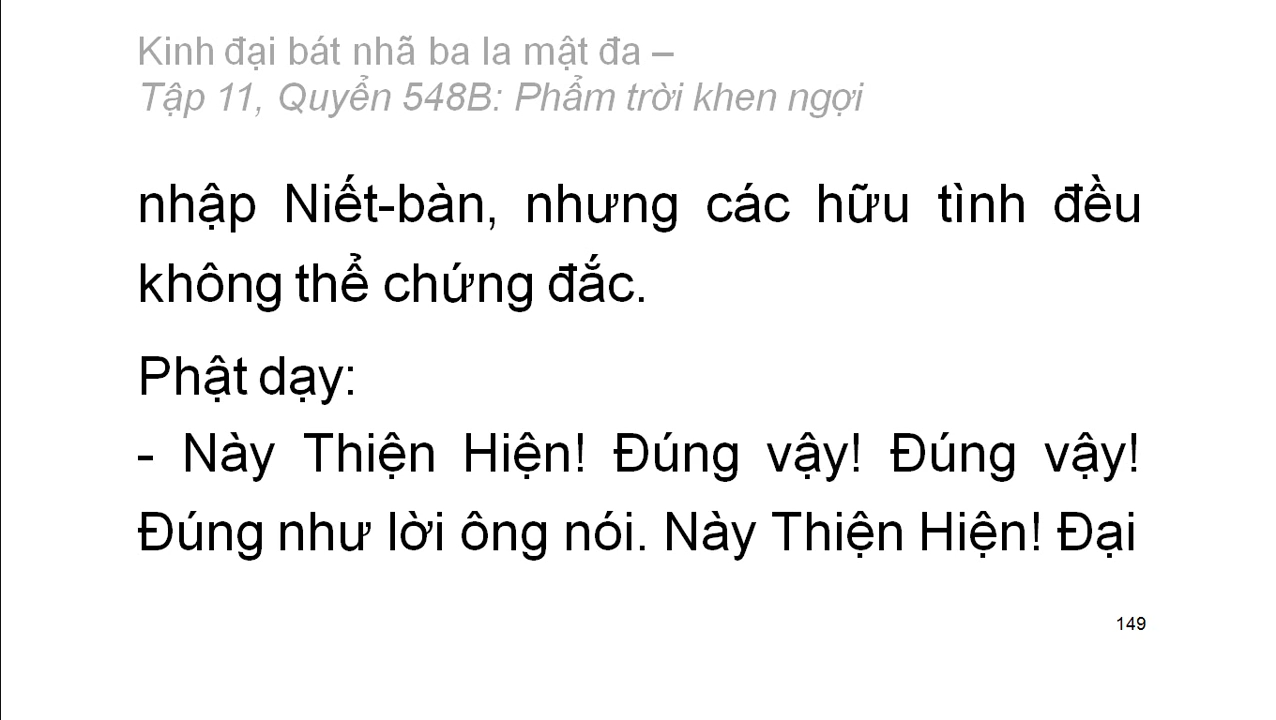 Kinh đại bát nhã ba la mật đa –
Tập 11, Quyển 548B: Phẩm trời khen ngợi
nhập Niết-bàn, nhưng các hữu tình đều
không thể chứng đắc.
Phật dạy:
- Này Thiện Hiện! Đúng vậy! Đúng vậy!
Đúng như lời ông nói. Này Thiện Hiện! Đại
149